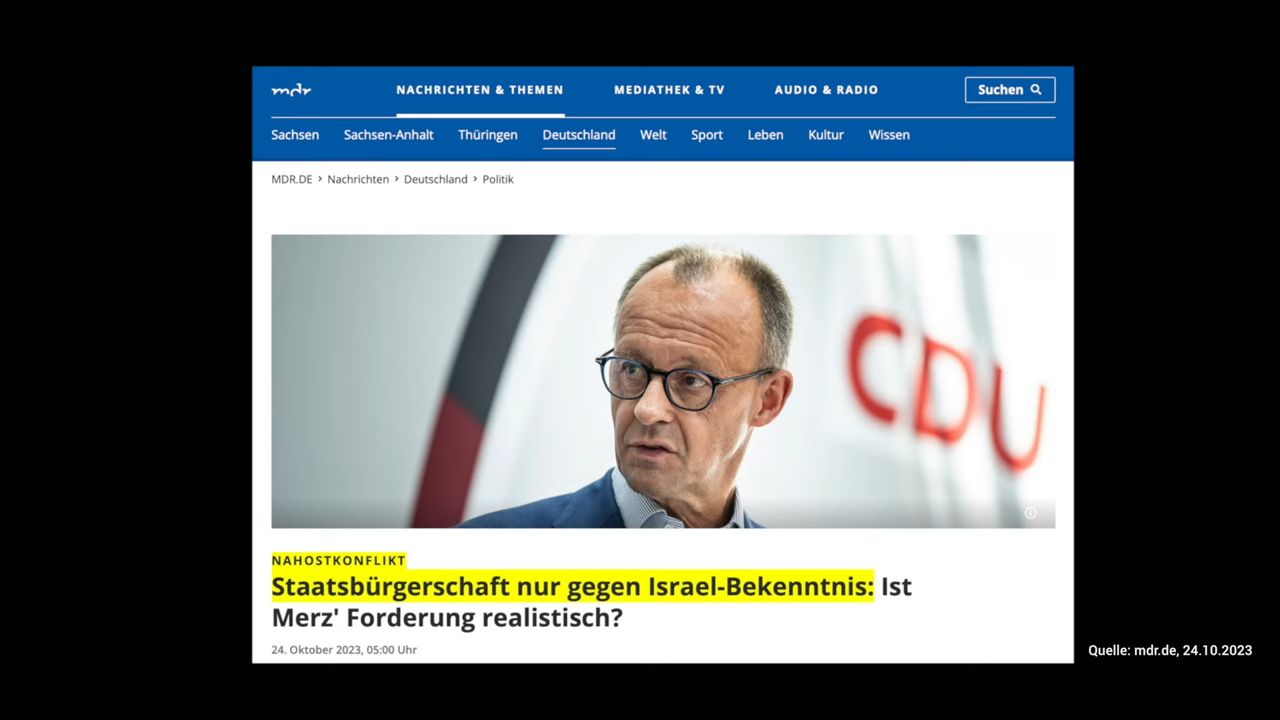 mdr
NACHRICHTEN & THEMEN
MEDIATHEK & TV
AUDIO & RADIO
Suchen
Sachsen
Sachsen-Anhalt
Thüringen
Deutschland
Welt
Sport
Leben
Kultur
Wissen
MDR.DE > Nachrichten > Deutschland > Politik
CDU
NAHOSTKONFLIKT
Staatsbürgerschaft nur gegen Israel-Bekenntnis: Ist
Merz' Forderung realistisch?
24. Oktober 2023, 05:00 Uhr
Quelle: mdr.de, 24.10.2023